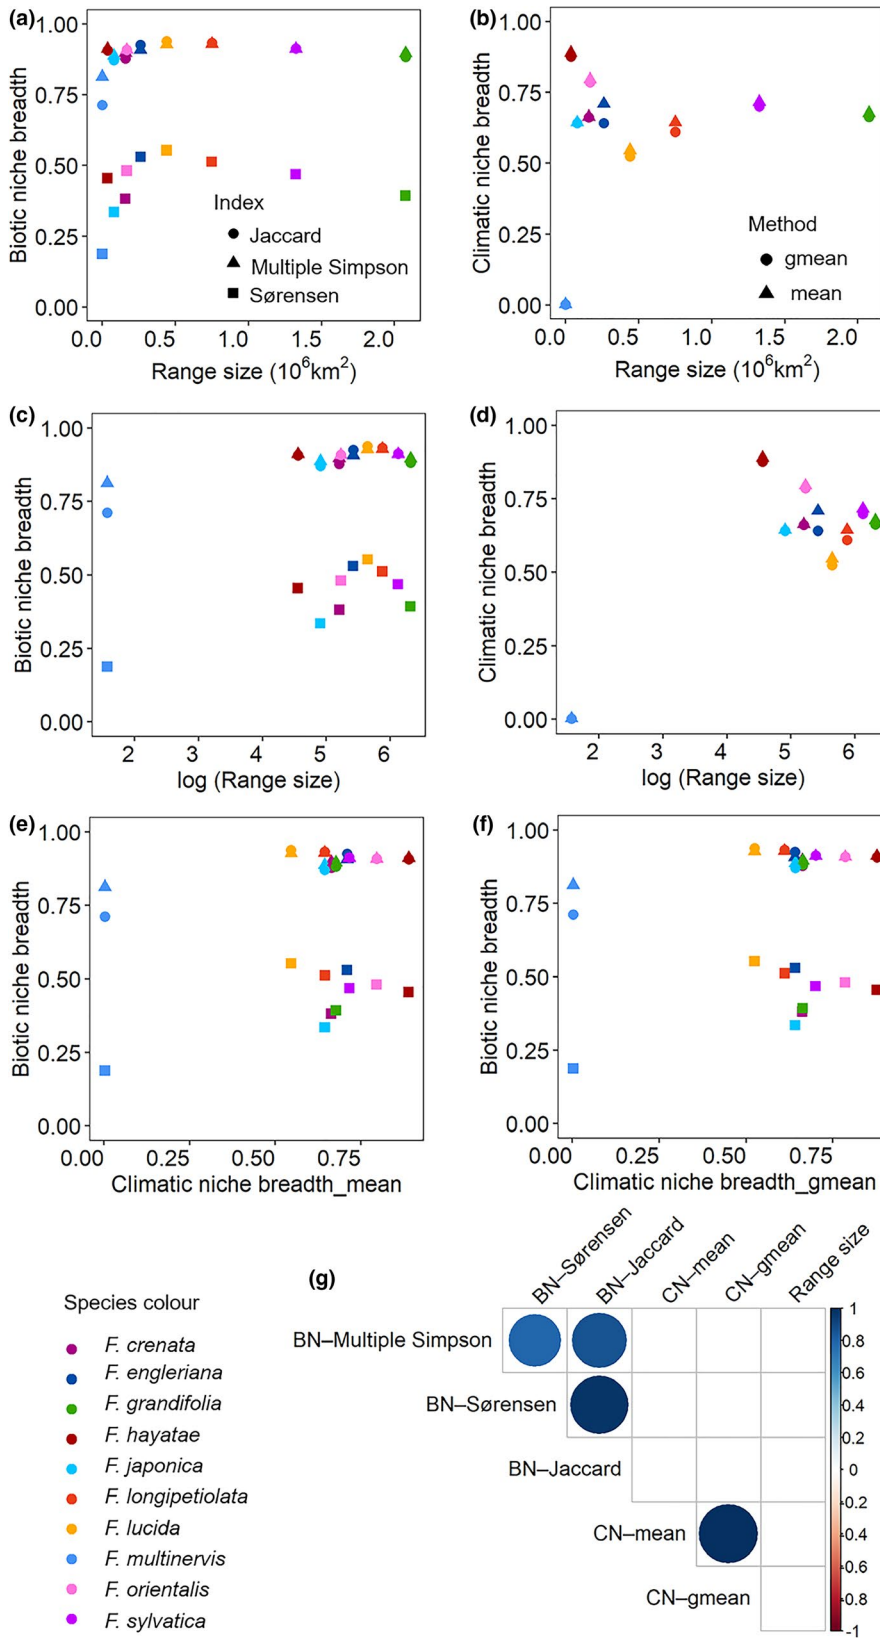 (a)
1.00
0.75
0.50
0.25
0.00
Biotic niche breadth
Index
Jaccard
Multiple Simpson
Sørensen
0.0 0.5 1.0 1.5 2.0
Range size (10⁶km²)
(b)
1.00
0.75
0.50
0.25
0.00
Climatic niche breadth
Method
gmean
mean
0.0 0.5 1.0 1.5 2.0
Range size (10⁶km²)
(c)
1.00
0.75
0.50
0.25
0.00
Biotic niche breadth
2 3 4 5 6
log (Range size)
(d)
1.00
0.75
0.50
0.25
0.00
Climatic niche breadth
2 3 4 5 6
log (Range size)
(e)
1.00
0.75
0.50
0.25
0.00
Biotic niche breadth
0.00 0.25 0.50 0.75
Climatic niche breadth_mean
(f)
1.00
0.75
0.50
0.25
0.00
Biotic niche breadth
0.00 0.25 0.50 0.75
Climatic niche breadth_gmean
Species colour
F. crenata
F. engleriana
F. grandifolia
F. hayatae
F. japonica
F. longipetiolata
F. lucida
F. multinervis
F. orientalis
F. sylvatica
(g)
BN–Sørensen
BN–Jaccard
CN–mean
CN–gmean
Range size
BN–Multiple Simpson
BN–Sørensen
BN–Jaccard
CN–mean
CN–gmean
1
0.8
0.6
0.4
0.2
0
-0.2
-0.4
-0.6
-0.8
-1